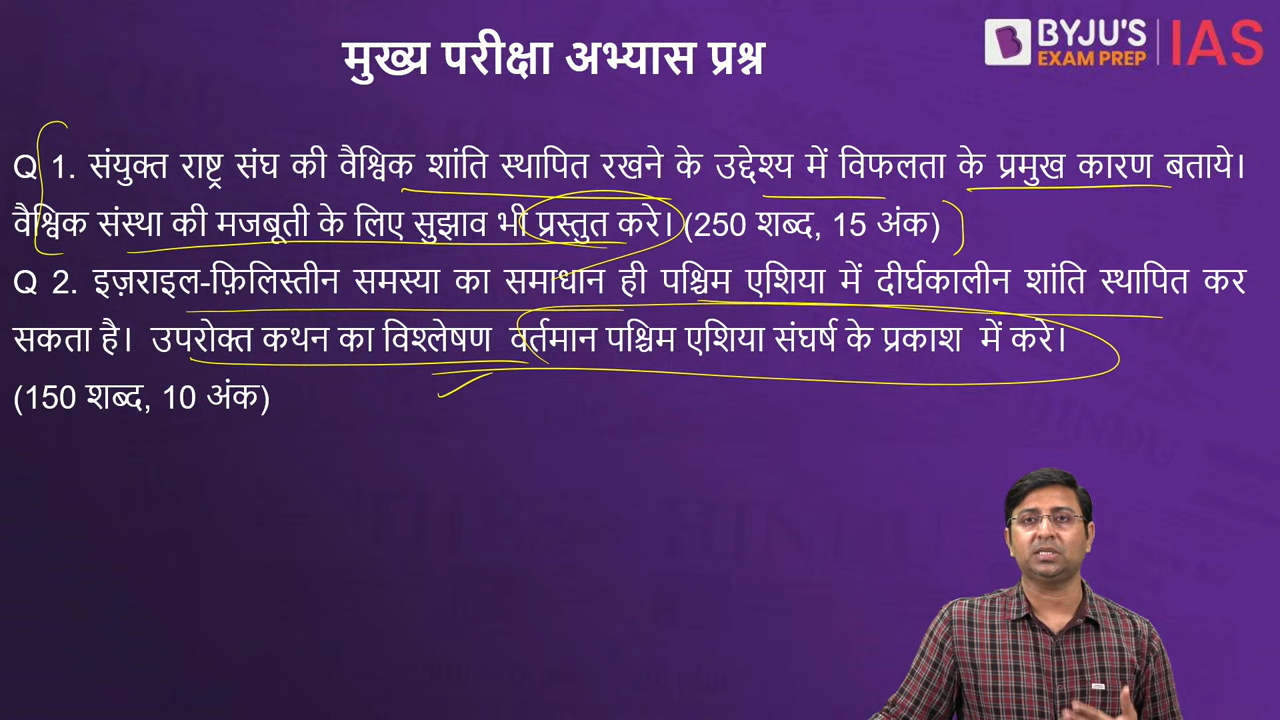 मुख्य परीक्षा अभ्यास प्रश्न
BYJU'S
EXAM PREP
IAS
Q 1. संयुक्त राष्ट्र संघ की वैश्विक शांति स्थापित रखने के उद्देश्य में विफलता के प्रमुख कारण बताये।
वैश्विक संस्था की मजबूती के लिए सुझाव भी प्रस्तुत करे। (250 शब्द, 15 अंक)
Q 2. इज़राइल-फ़िलिस्तीन समस्या का समाधान ही पश्चिम एशिया में दीर्घकालीन शांति स्थापित कर
सकता है। उपरोक्त कथन का विश्लेषण वर्तमान पश्चिम एशिया संघर्ष के प्रकाश में करे।
(150 शब्द, 10 अंक)
HINDU
HINDU